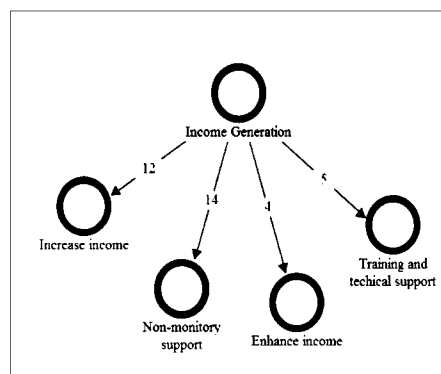 Income Generation
12
14
4
5
Increase income
Non-monitory
support
Enhance income
Training and
techical support